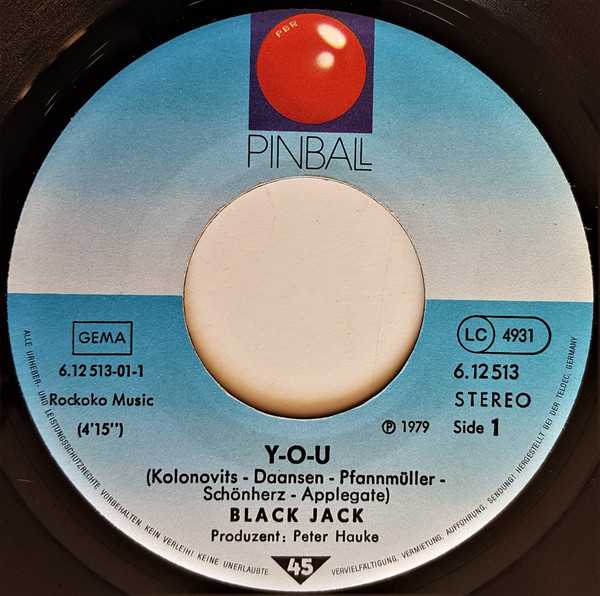 PBR
PINBALL
GEMA
6.12 513-01-1
Rockoko Music
(4'15")
LC 4931
6.12 513
STEREO
℗ 1979 Side 1
Y-O-U
(Kolonovits - Daansen - Pfannmüller -
Schönherz - Applegate)
BLACK JACK
Produzent: Peter Hauke
45
ALLE URHEBER- UND LEISTUNGSSCHUTZRECHTE VORBEHALTEN. KEIN VERLEIH! KEINE UNERLAUBTE VERVIELFÄLTIGUNG, VERMIETUNG, AUFFÜHRUNG, SENDUNG! HERGESTELLT BEI DER TELDEC, GERMANY